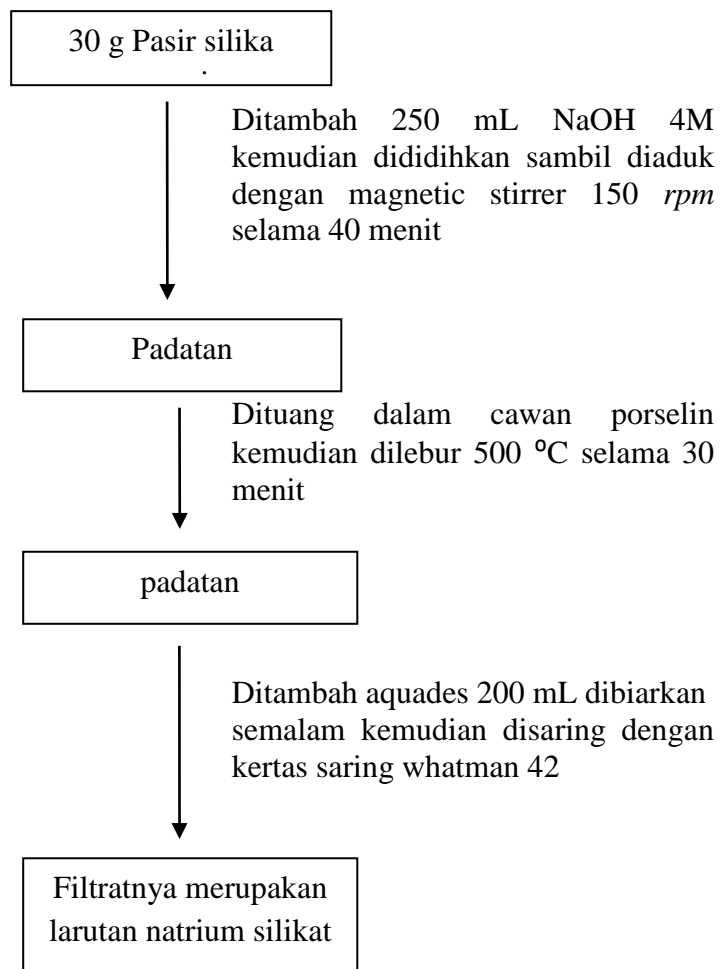 30 g Pasir silika
.
Ditambah 250 mL NaOH 4M
kemudian dididihkan sambil diaduk
dengan magnetic stirrer 150 rpm
selama 40 menit
Padatan
Dituang dalam cawan porselin
kemudian dilebur 500 ⁰C selama 30
menit
padatan
Ditambah aquades 200 mL dibiarkan
semalam kemudian disaring dengan
kertas saring whatman 42
Filtratnya merupakan
larutan natrium silikat